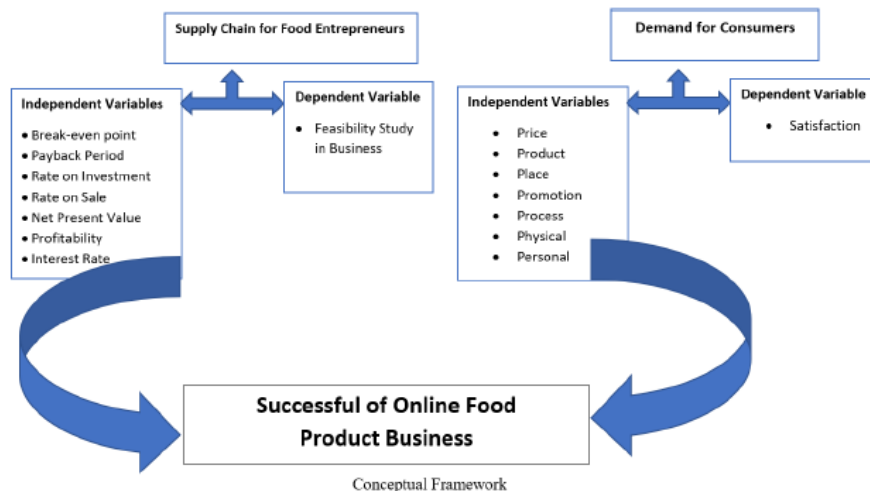 Supply Chain for Food Entrepreneurs
Independent Variables
• Break-even point
• Payback Period
• Rate on Investment
• Rate on Sale
• Net Present Value
• Profitability
• Interest Rate
Dependent Variable
• Feasibility Study
in Business
Demand for Consumers
Independent Variables
• Price
• Product
• Place
• Promotion
• Process
• Physical
• Personal
Dependent Variable
• Satisfaction
Successful of Online Food
Product Business
Conceptual Framework